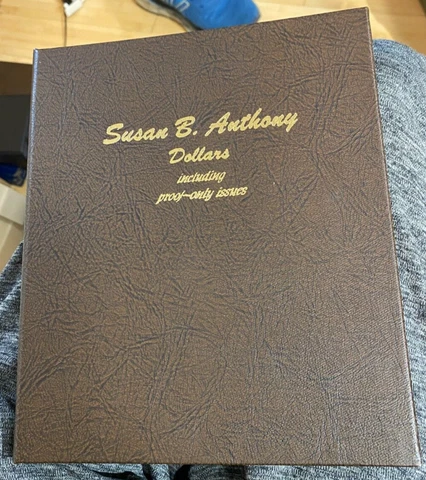 Susan B. Anthony
Dollars
including
proof-only issues